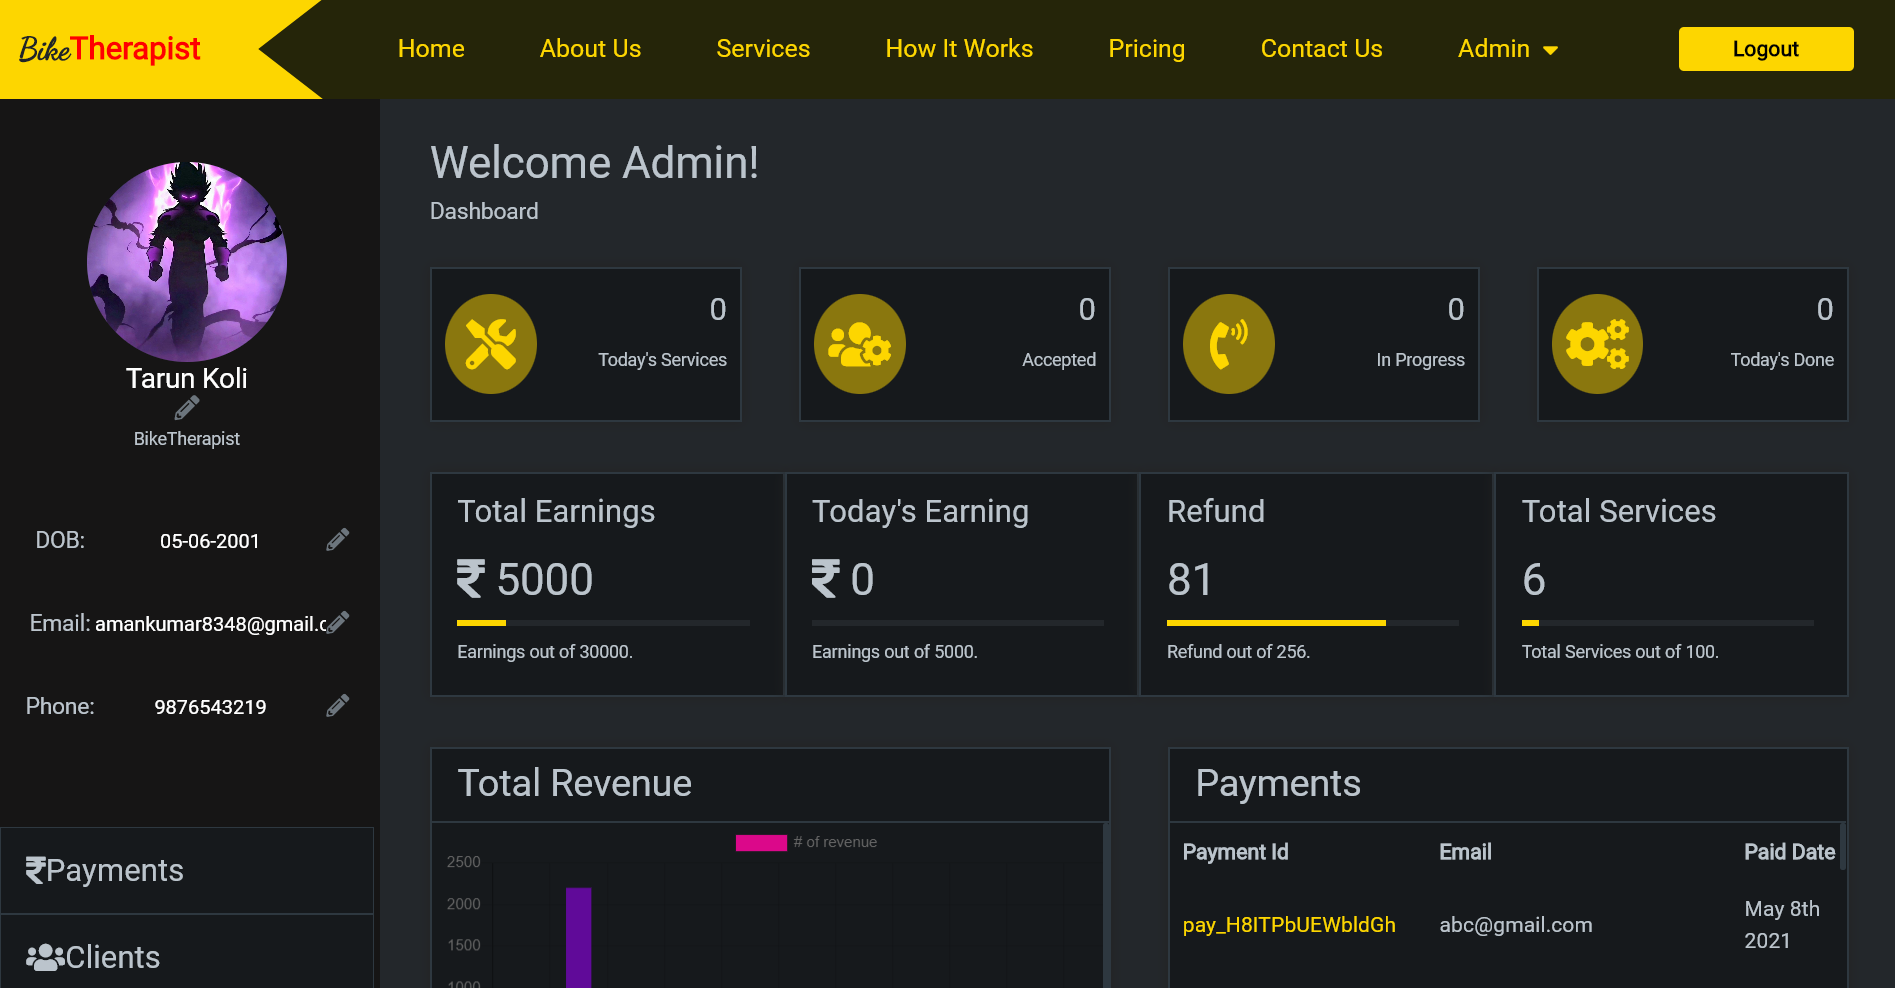 BikeTherapist
Home
About Us
Services
How It Works
Pricing
Contact Us
Admin
Logout
Tarun Koli
BikeTherapist
DOB: 05-06-2001
Email: amankumar8348@gmail.c
Phone: 9876543219
₹Payments
Clients
Welcome Admin!
Dashboard
0
Today's Services
0
Accepted
0
In Progress
0
Today's Done
Total Earnings
₹ 5000
Earnings out of 30000.
Today's Earning
₹ 0
Earnings out of 5000.
Refund
81
Refund out of 256.
Total Services
6
Total Services out of 100.
Total Revenue
# of revenue
2500
2000
1500
1000
Payments
Payment Id Email Paid Date
pay_H8ITPbUEWbldGh abc@gmail.com May 8th
2021